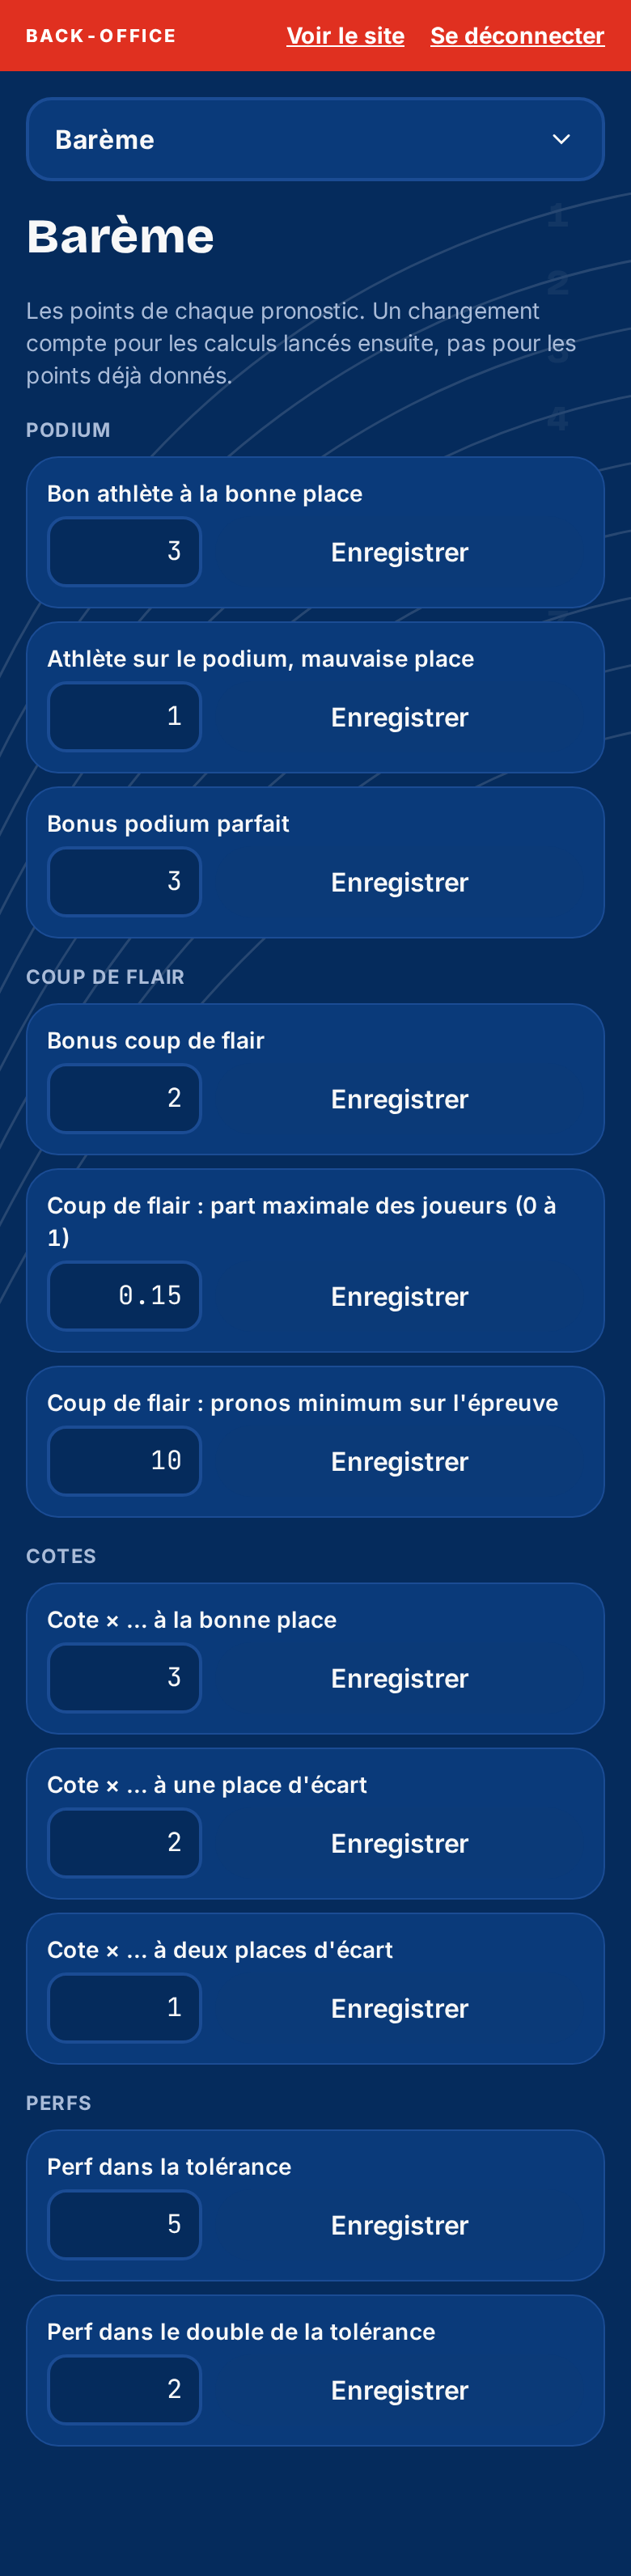 BACK-OFFICE
Voir le site
Se déconnecter
Barème
Barème
1
2
Les points de chaque pronostic. Un changement
compte pour les calculs lancés ensuite, pas pour les
points déjà donnés.
4
PODIUM
Bon athlète à la bonne place
3
Enregistrer
Athlète sur le podium, mauvaise place
1
Enregistrer
Bonus podium parfait
3
Enregistrer
COUP DE FLAIR
Bonus coup de flair
2
Enregistrer
Coup de flair : part maximale des joueurs (0 à
1)
0.15
Enregistrer
Coup de flair : pronos minimum sur l'épreuve
10
Enregistrer
COTES
Cote × … à la bonne place
3
Enregistrer
Cote × … à une place d'écart
2
Enregistrer
Cote × … à deux places d'écart
1
Enregistrer
PERFS
Perf dans la tolérance
5
Enregistrer
Perf dans le double de la tolérance
2
Enregistrer